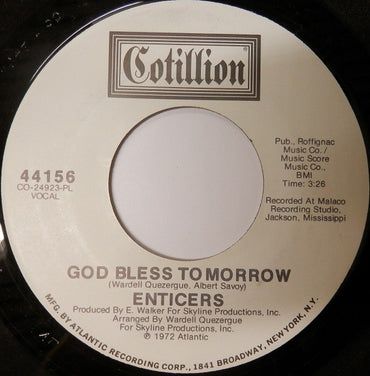 Cotillion
44156
CO-24923-PL
VOCAL
Pub., Roffignac
Music Co./
Music Score
Music Co.,
BMI
Time: 3:26
Recorded At Malaco
Recording Studio,
Jackson, Mississippi
GOD BLESS TOMORROW
(Wardell Quezergue, Albert Savoy)
ENTICERS
Produced By E. Walker For Skyline Productions, Inc.
Arranged By Wardell Quezergue
For Skyline Productions, Inc.
℗ 1972 Atlantic
MFG. BY ATLANTIC RECORDING CORP., 1841 BROADWAY, NEW YORK, N.Y.